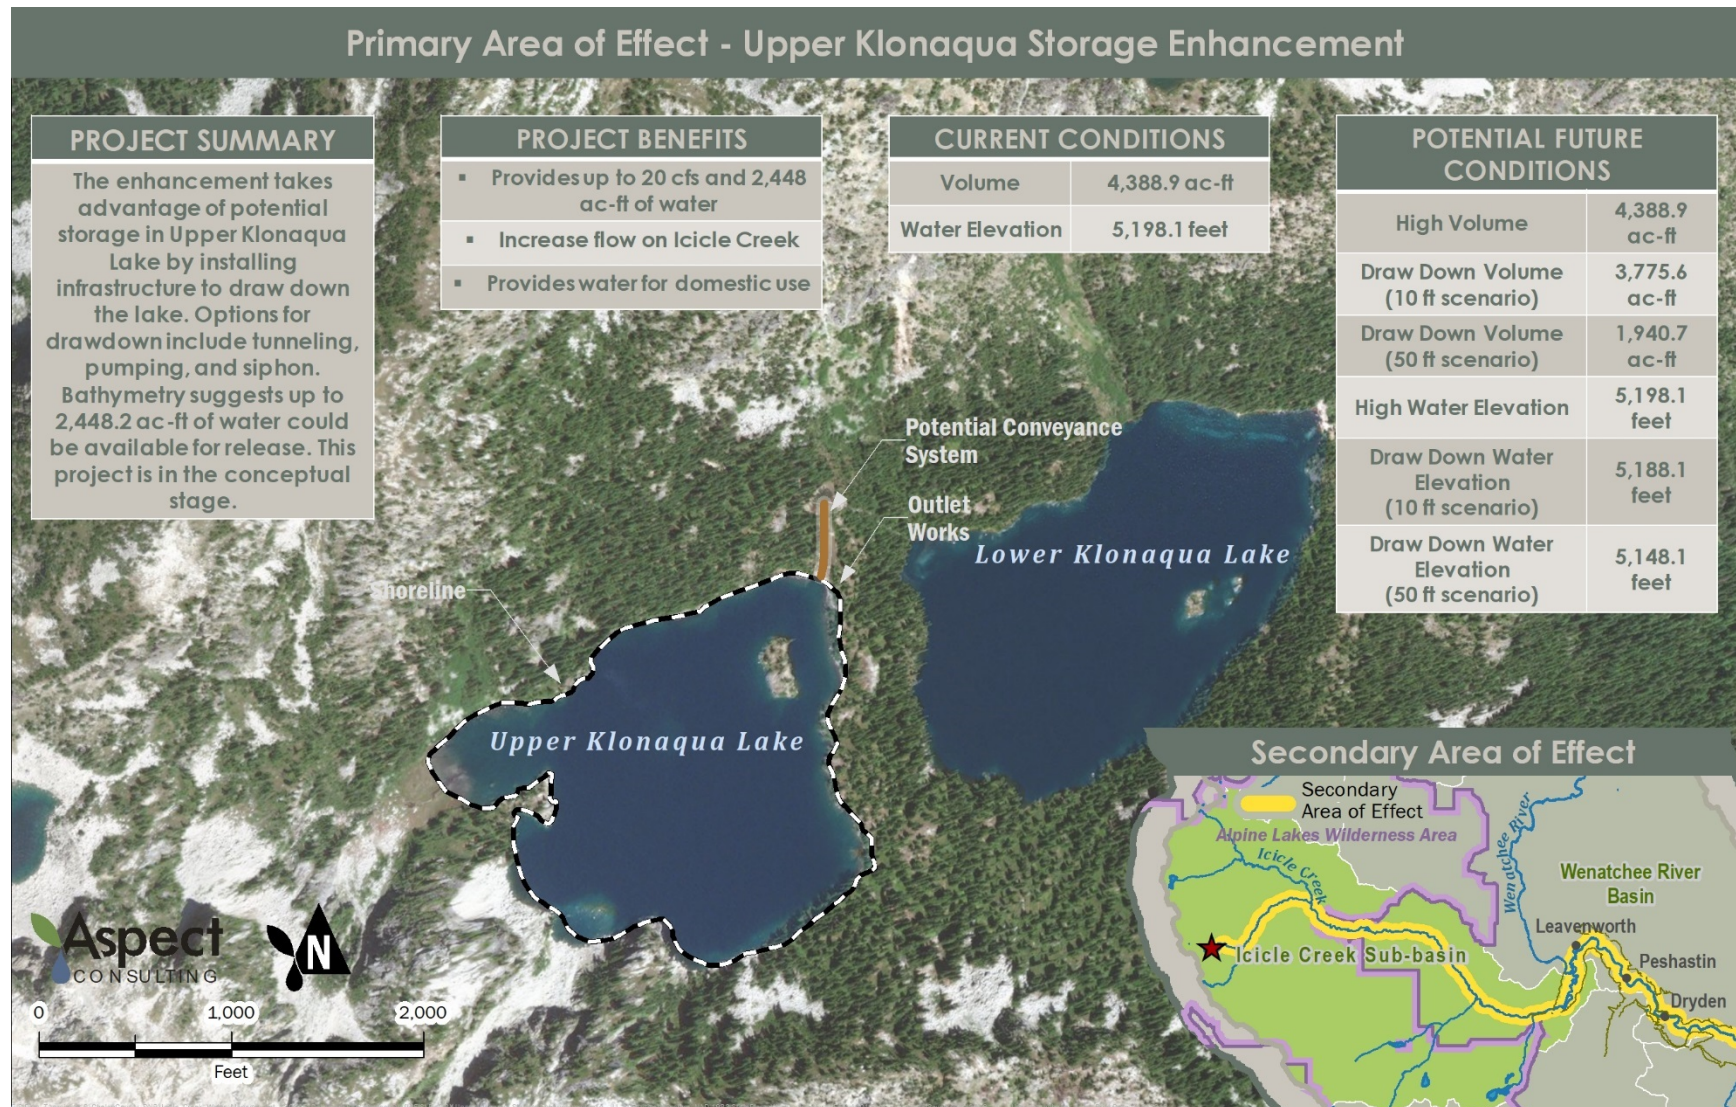 Primary Area of Effect - Upper Klonaqua Storage Enhancement
PROJECT SUMMARY
The enhancement takes
advantage of potential
storage in Upper Klonaqua
Lake by installing
infrastructure to draw down
the lake. Options for
drawdown include tunneling,
pumping, and siphon.
Bathymetry suggests up to
2,448.2 ac-ft of water could
be available for release. This
project is in the conceptual
stage.
PROJECT BENEFITS
▪ Provides up to 20 cfs and 2,448
ac-ft of water
▪ Increase flow on Icicle Creek
▪ Provides water for domestic use
CURRENT CONDITIONS
Volume 4,388.9 ac-ft
Water Elevation 5,198.1 feet
POTENTIAL FUTURE
CONDITIONS
High Volume 4,388.9
ac-ft
Draw Down Volume
(10 ft scenario) 3,775.6
ac-ft
Draw Down Volume
(50 ft scenario) 1,940.7
ac-ft
High Water Elevation 5,198.1
feet
Draw Down Water
Elevation
(10 ft scenario) 5,188.1
feet
Draw Down Water
Elevation
(50 ft scenario) 5,148.1
feet
Potential Conveyance
System
Outlet
Works
Lower Klonaqua Lake
Shoreline
Upper Klonaqua Lake
Secondary Area of Effect
Secondary
Area of Effect
Alpine Lakes Wilderness Area
Icicle Creek
Wenatchee River
Wenatchee River
Basin
Leavenworth
Icicle Creek Sub-basin
Peshastin
Dryden
Aspect
CONSULTING
N
0 1,000 2,000
Feet